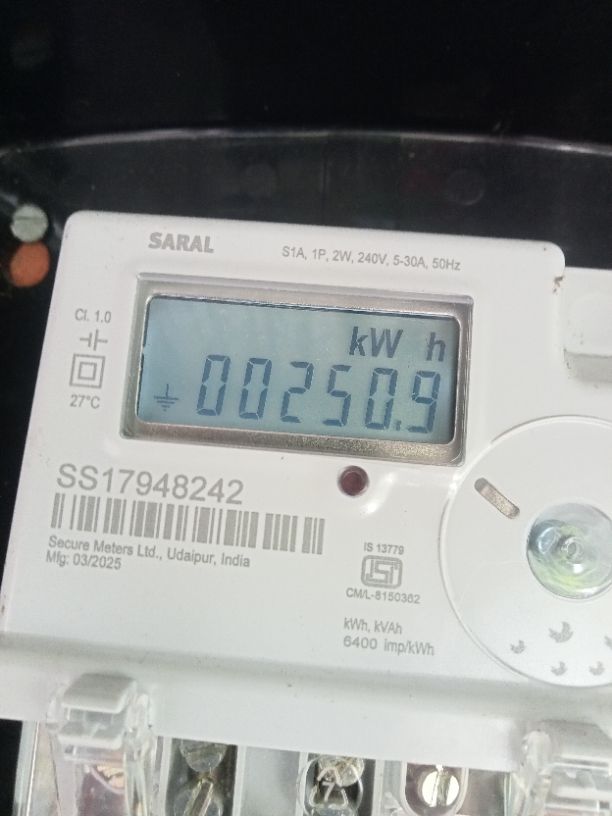 SARAL
S1A, 1P, 2W, 240V, 5-30A, 50Hz
Cl. 1.0
27°C
kW h
00250.9
SS17948242
Secure Meters Ltd., Udaipur, India
Mfg: 03/2025
IS 13779
ISI
CM/L-8150362
kWh, kVAh
6400 imp/kWh